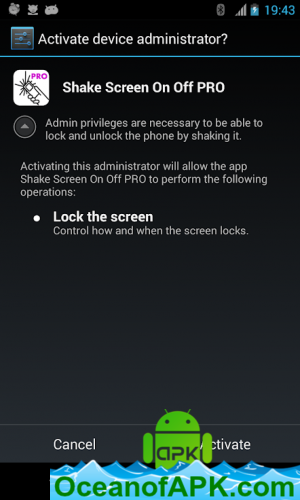 19:43
Activate device administrator?
PRO
Shake Screen On Off PRO
Admin privileges are necessary to be able to
lock and unlock the phone by shaking it.
Activating this administrator will allow the app
Shake Screen On Off PRO to perform the following
operations:
Lock the screen
Control how and when the screen locks.
Cancel
Activate
APK
OceanofAPK.com